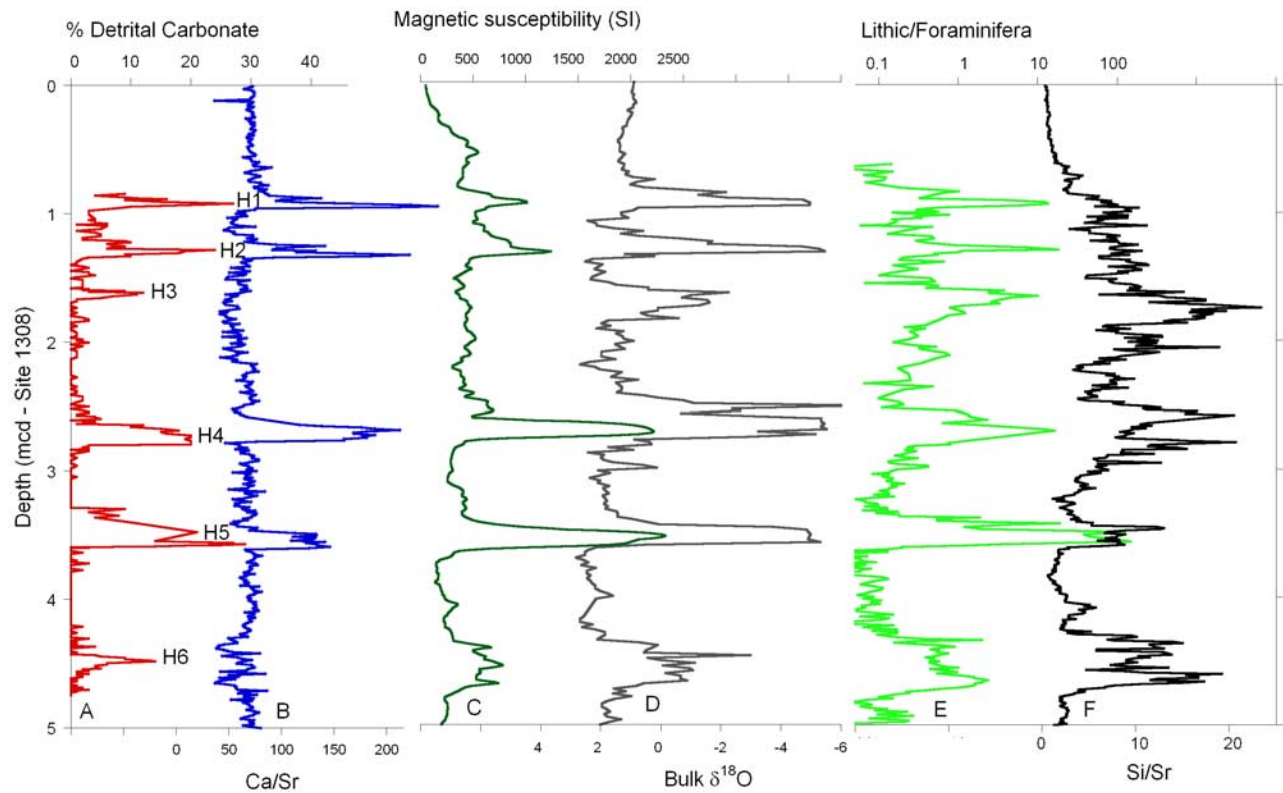 Magnetic susceptibility (SI)
% Detrital Carbonate
Lithic/Foraminifera
0 10 20 30 40
0 500 1000 1500 2000 2500
0.1 1 10 100
Depth (mcd - Site 1308)
0
1
2
3
4
5
H1
H2
H3
H4
H5
H6
A B C D E F
0 50 100 150 200
4 2 0 -2 -4 -6
0 10 20
Ca/Sr
Bulk δ¹⁸O
Si/Sr